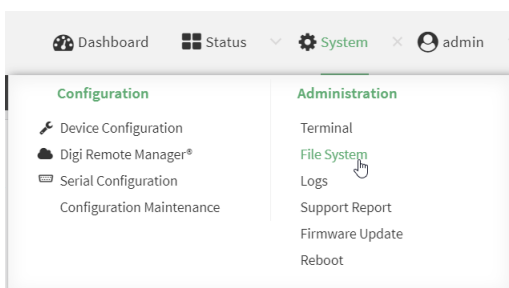 Dashboard Status System admin
Configuration
Device Configuration
Digi Remote Manager®
Serial Configuration
Configuration Maintenance
Administration
Terminal
File System
Logs
Support Report
Firmware Update
Reboot